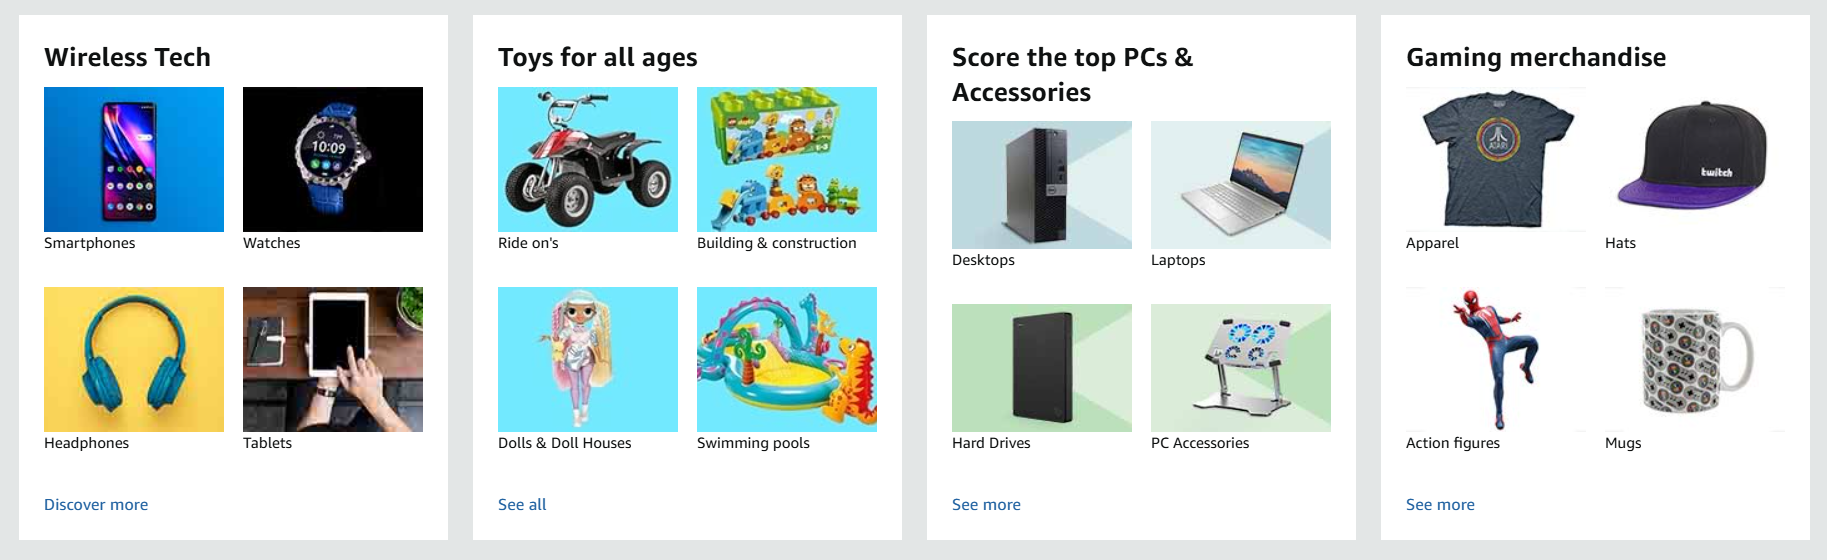 Wireless Tech
10:09
Smartphones
Watches
Headphones
Tablets
Discover more
Toys for all ages
Ride on's
Building & construction
Dolls & Doll Houses
Swimming pools
See all
Score the top PCs &
Accessories
Desktops
Laptops
Hard Drives
PC Accessories
See more
Gaming merchandise
ATARI
twitch
Apparel
Hats
Action figures
Mugs
See more